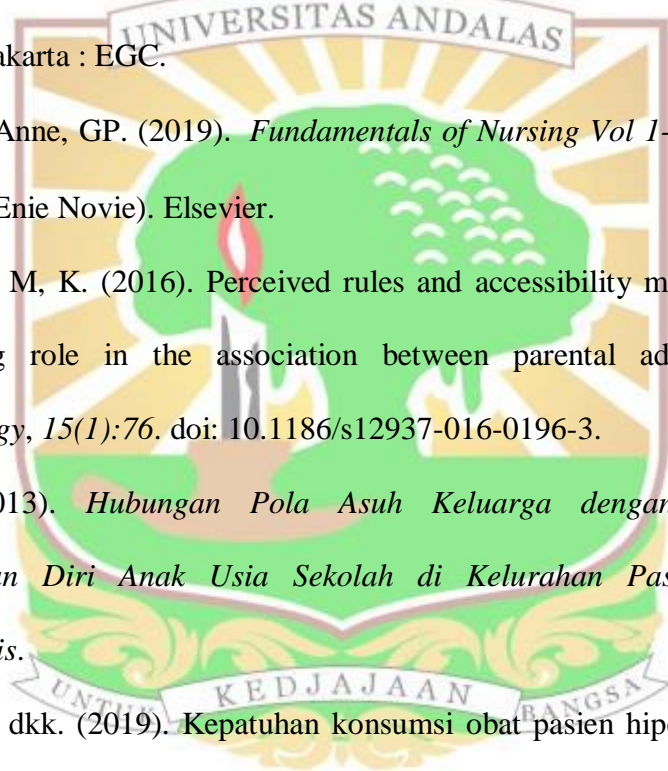 UNIVERSITAS ANDALAS
akarta : EGC.
Anne, GP. (2019). Fundamentals of Nursing Vol 1-
Enie Novie). Elsevier.
M, K. (2016). Perceived rules and accessibility m
g role in the association between parental ad
gy, 15(1):76. doi: 10.1186/s12937-016-0196-3.
013). Hubungan Pola Asuh Keluarga dengan
an Diri Anak Usia Sekolah di Kelurahan Pas
is.
UNTUK KEDJAJAAN BANGSA
dkk. (2019). Kepatuhan konsumsi obat pasien hip